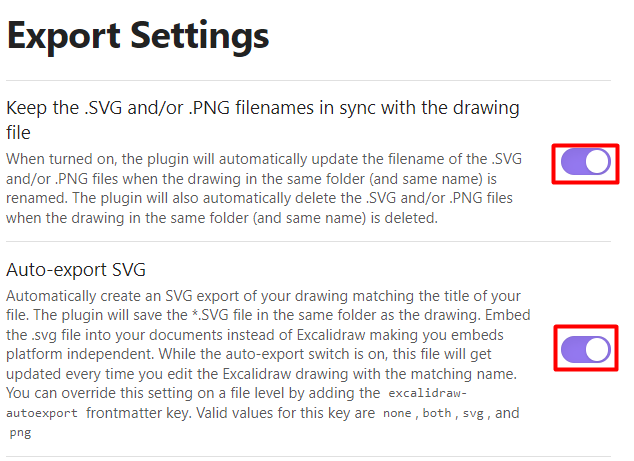 Export Settings
Keep the .SVG and/or .PNG filenames in sync with the drawing
file
When turned on, the plugin will automatically update the filename of the .SVG
and/or .PNG files when the drawing in the same folder (and same name) is
renamed. The plugin will also automatically delete the .SVG and/or .PNG files
when the drawing in the same folder (and same name) is deleted.
Auto-export SVG
Automatically create an SVG export of your drawing matching the title of your
file. The plugin will save the *.SVG file in the same folder as the drawing. Embed
the .svg file into your documents instead of Excalidraw making you embeds
platform independent. While the auto-export switch is on, this file will get
updated every time you edit the Excalidraw drawing with the matching name.
You can override this setting on a file level by adding the excalidraw-
autoexport frontmatter key. Valid values for this key are none , both , svg , and
png